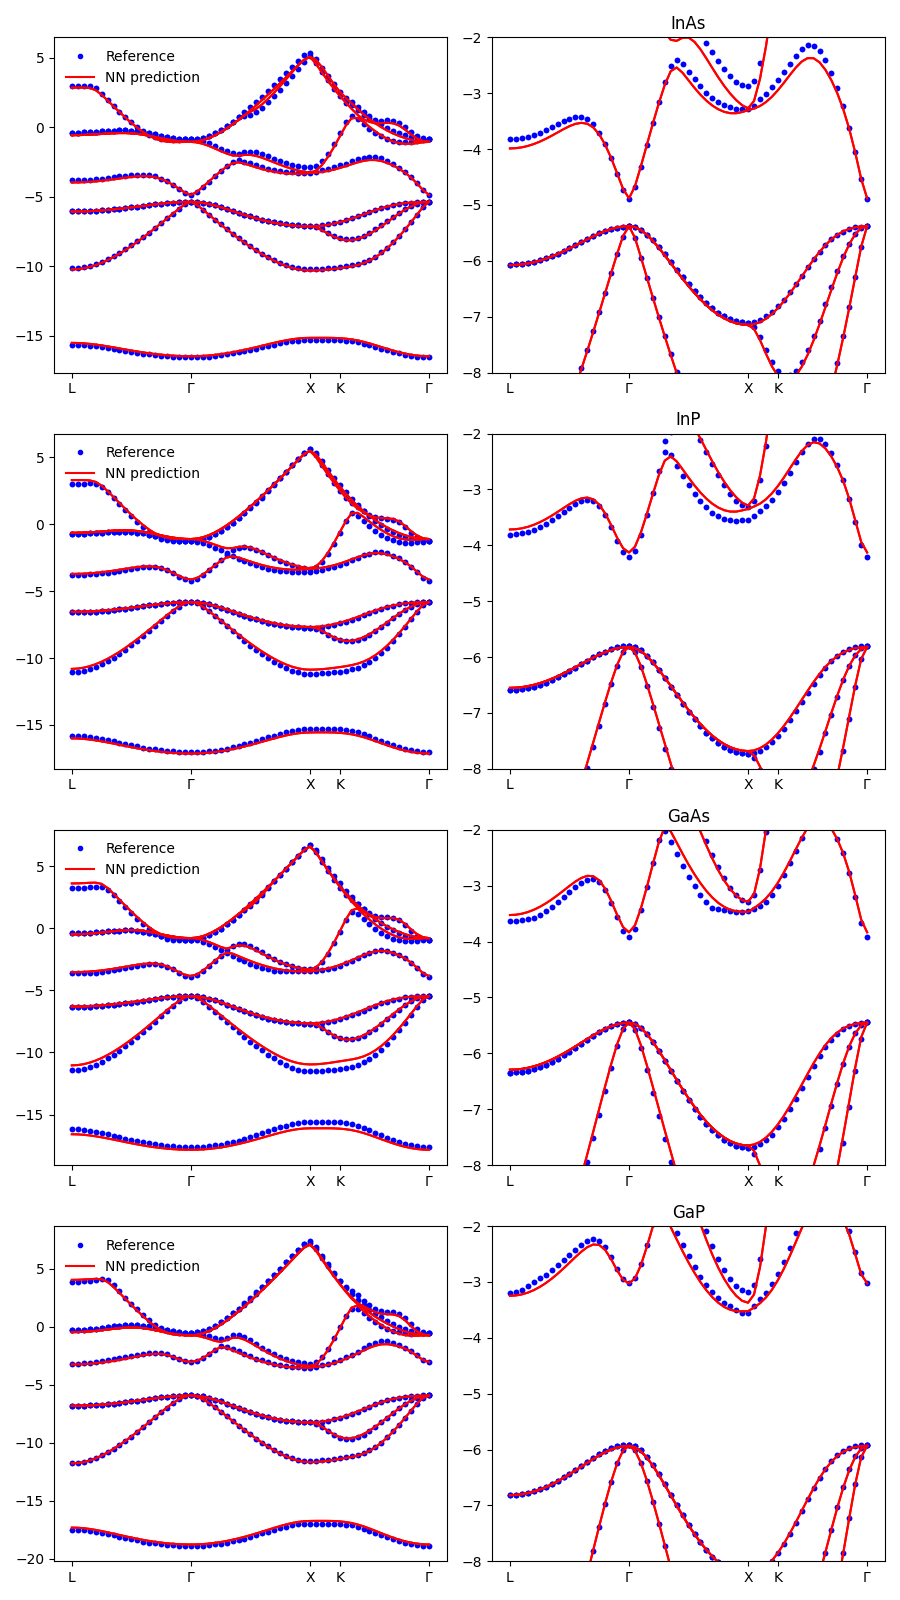 InAs
5
0
−5
−10
−15
Reference
NN prediction
L Γ X K Γ
−2
−3
−4
−5
−6
−7
−8
L Γ X K Γ
InP
5
0
−5
−10
−15
Reference
NN prediction
L Γ X K Γ
−2
−3
−4
−5
−6
−7
−8
L Γ X K Γ
GaAs
5
0
−5
−10
−15
Reference
NN prediction
L Γ X K Γ
−2
−3
−4
−5
−6
−7
−8
L Γ X K Γ
GaP
5
0
−5
−10
−15
−20
Reference
NN prediction
L Γ X K Γ
−2
−3
−4
−5
−6
−7
−8
L Γ X K Γ